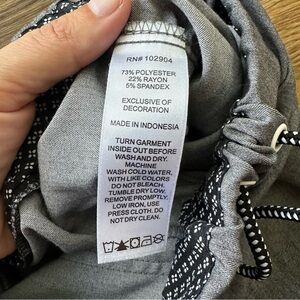 RN# 102904
73% POLYESTER
22% RAYON
5% SPANDEX
EXCLUSIVE OF
DECORATION
MADE IN INDONESIA
TURN GARMENT
INSIDE OUT BEFORE
WASH AND DRY.
MACHINE
WASH COLD WATER,
WITH LIKE COLORS
DO NOT BLEACH.
TUMBLE DRY LOW.
REMOVE PROMPTLY.
LOW IRON, USE
PRESS CLOTH. DO
NOT DRY CLEAN.